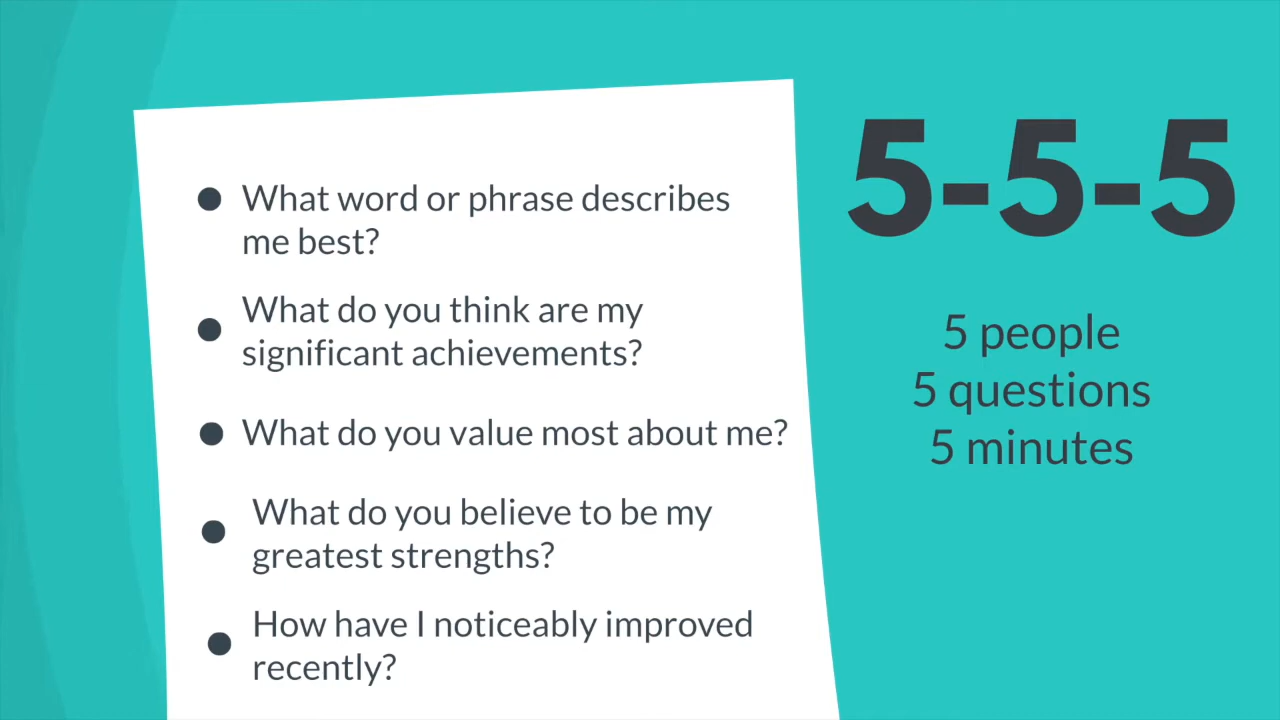 What word or phrase describes
me best?
What do you think are my
significant achievements?
What do you value most about me?
What do you believe to be my
greatest strengths?
How have I noticeably improved
recently?
5-5-5
5 people
5 questions
5 minutes